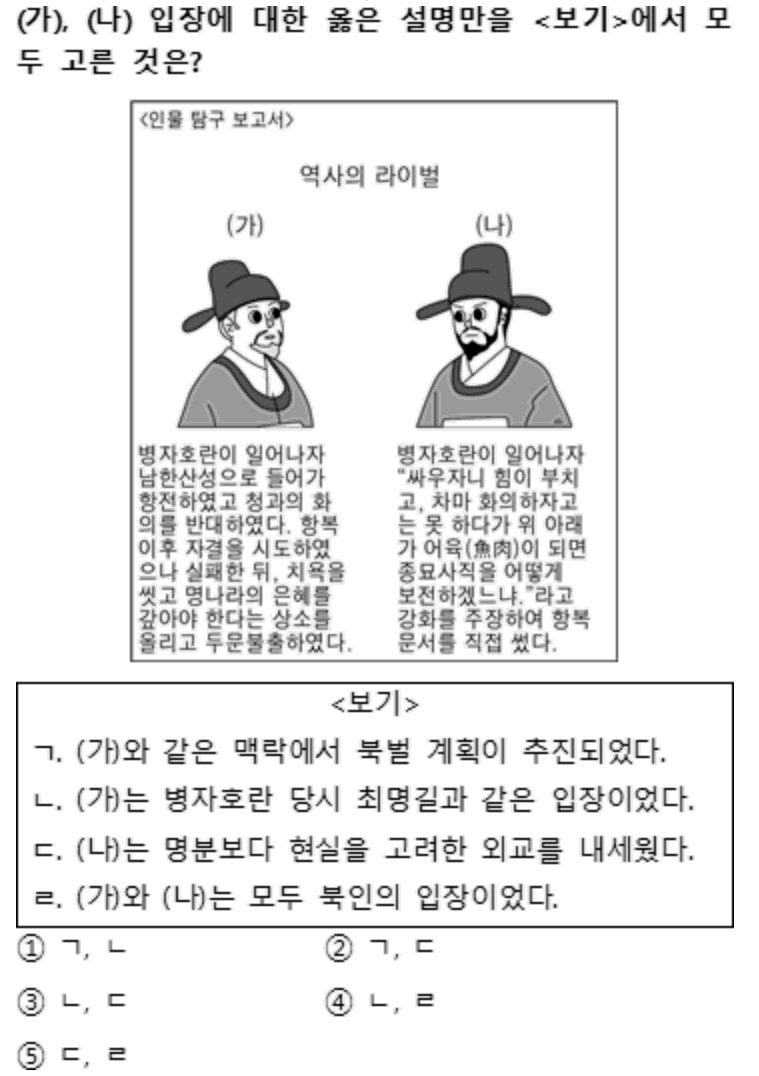 (가), (나) 입장에 대한 옳은 설명만을 <보기>에서 모
두 고른 것은?
<인물 탐구 보고서>
역사의 라이벌
(가)
(나)
병자호란이 일어나자
남한산성으로 들어가
항전하였고 청과의 화
의를 반대하였다. 항복
이후 자결을 시도하였
으나 실패한 뒤, 치욕을
씻고 명나라의 은혜를
갚아야 한다는 상소를
올리고 두문불출하였다.
병자호란이 일어나자
“싸우자니 힘이 부치
고, 차마 화의하자고
는 못 하다가 위 아래
가 어육(魚肉)이 되면
종묘사직을 어떻게
보전하겠느냐.”라고
강화를 주장하여 항복
문서를 직접 썼다.
<보기>
ㄱ. (가)와 같은 맥락에서 북벌 계획이 추진되었다.
ㄴ. (가)는 병자호란 당시 최명길과 같은 입장이었다.
ㄷ. (나)는 명분보다 현실을 고려한 외교를 내세웠다.
ㄹ. (가)와 (나)는 모두 북인의 입장이었다.
① ㄱ, ㄴ ② ㄱ, ㄷ
③ ㄴ, ㄷ ④ ㄴ, ㄹ
⑤ ㄷ, ㄹ